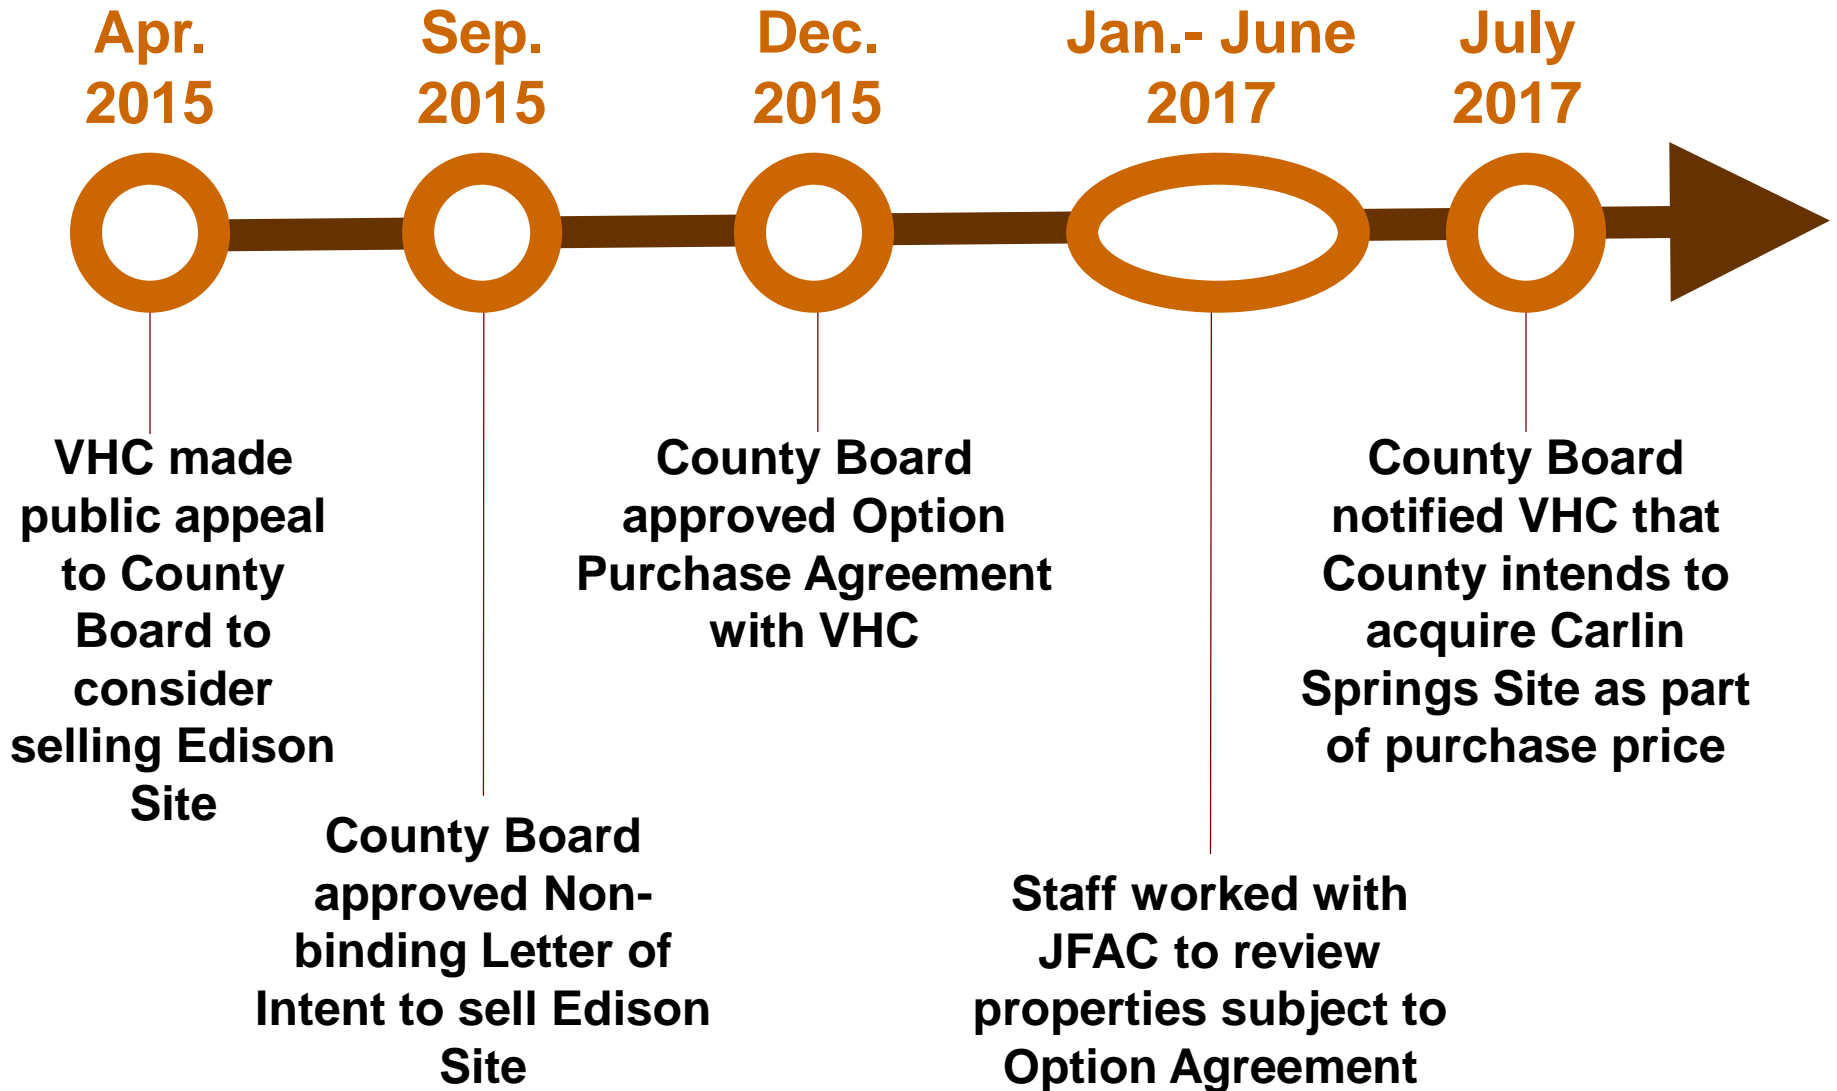 Apr.
2015
Sep.
2015
Dec.
2015
Jan.- June
2017
July
2017
VHC made
public appeal
to County
Board to
consider
selling Edison
Site
County Board
approved Non-
binding Letter of
Intent to sell Edison
Site
County Board
approved Option
Purchase Agreement
with VHC
Staff worked with
JFAC to review
properties subject to
Option Agreement
County Board
notified VHC that
County intends to
acquire Carlin
Springs Site as part
of purchase price